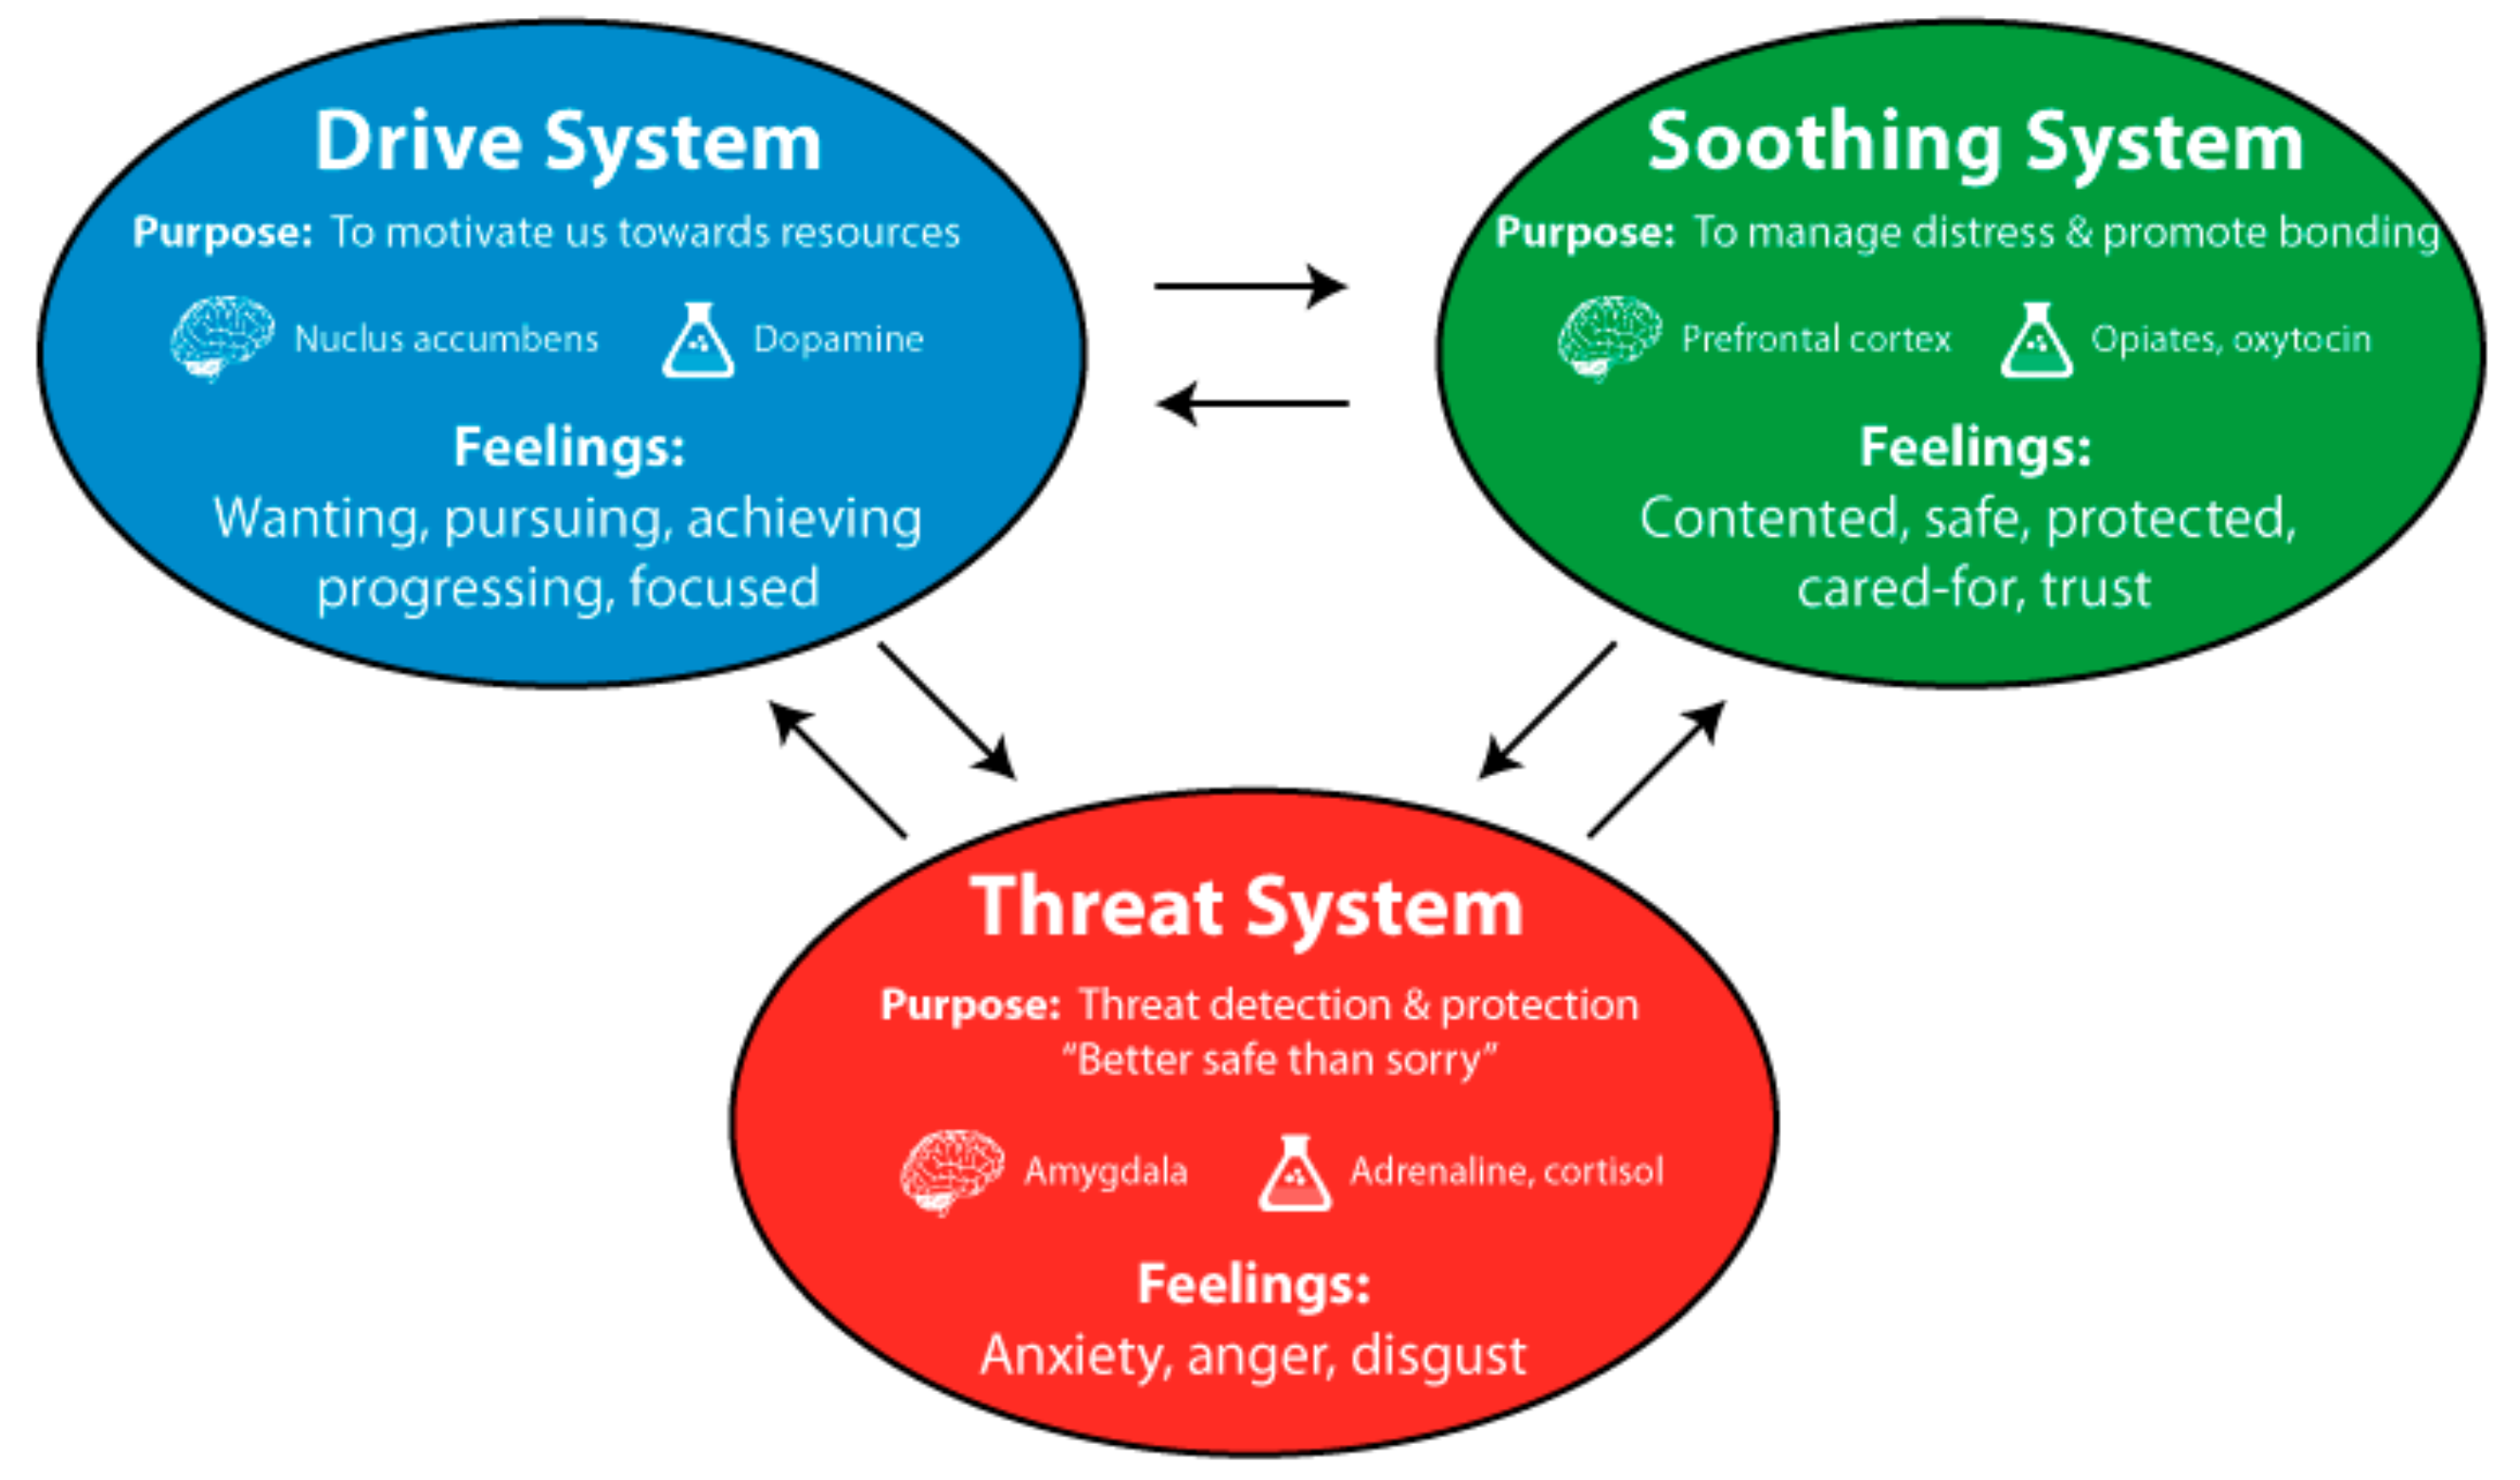 Drive System
Purpose: To motivate us towards resources
Nuclus accumbens
Dopamine
Feelings:
Wanting, pursuing, achieving
progressing, focused
Soothing System
Purpose: To manage distress & promote bonding
Prefrontal cortex
Opiates, oxytocin
Feelings:
Contented, safe, protected,
cared-for, trust
Threat System
Purpose: Threat detection & protection
“Better safe than sorry”
Amygdala
Adrenaline, cortisol
Feelings:
Anxiety, anger, disgust